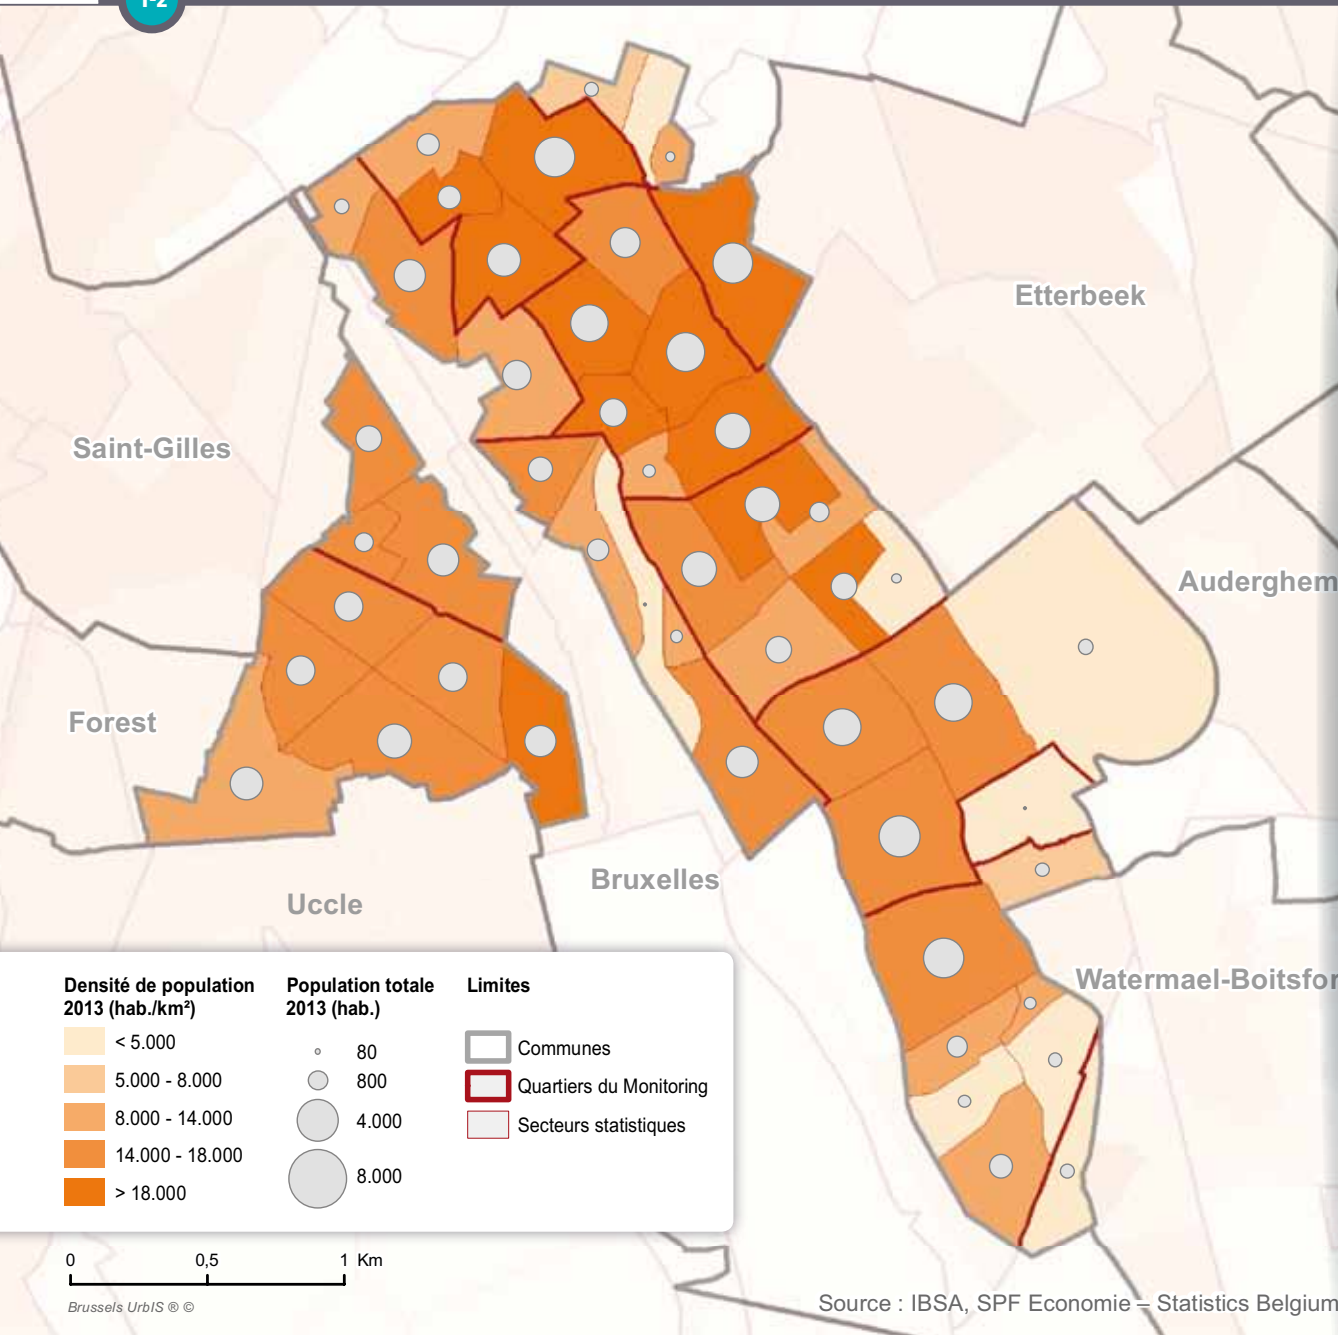 1-2
Etterbeek
Saint-Gilles
Auderghem
Forest
Bruxelles
Uccle
Watermael-Boitsfor
Densité de population
2013 (hab./km²)
< 5.000
5.000 - 8.000
8.000 - 14.000
14.000 - 18.000
> 18.000
Population totale
2013 (hab.)
80
800
4.000
8.000
Limites
Communes
Quartiers du Monitoring
Secteurs statistiques
0 0,5 1 Km
Brussels UrbIS ® ©
Source : IBSA, SPF Economie – Statistics Belgium